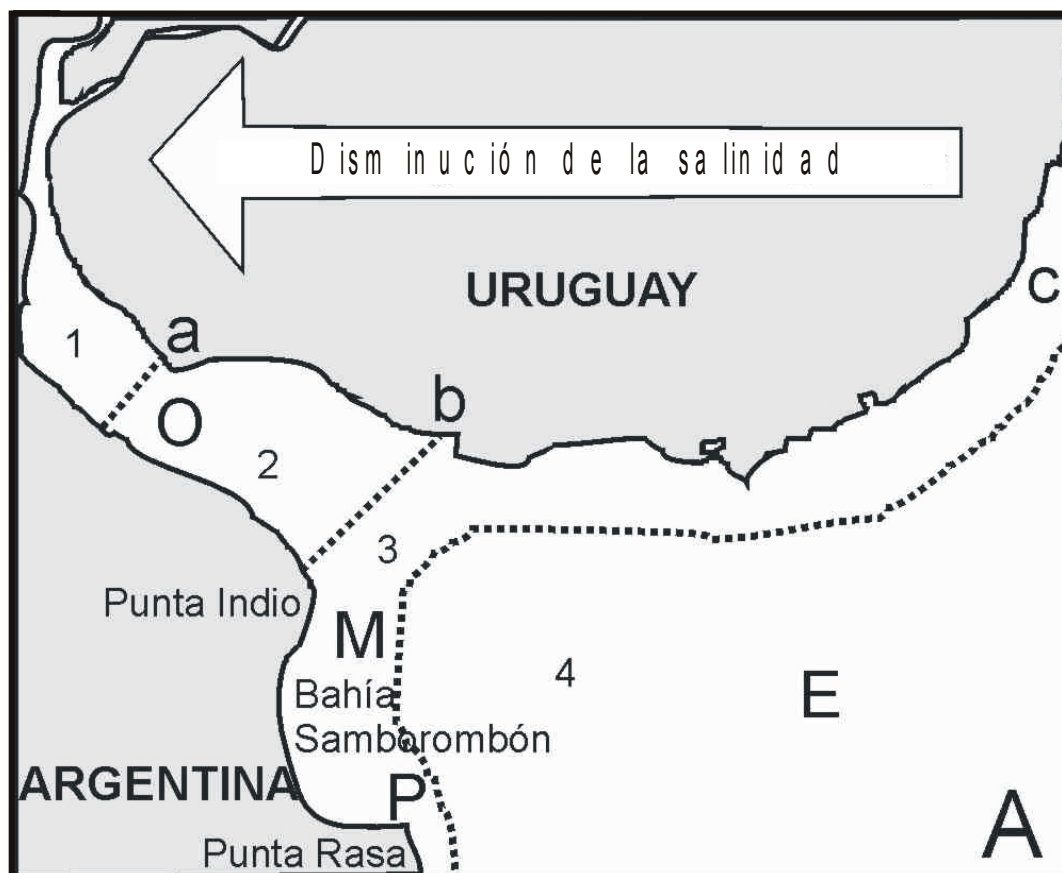 Disminución de la salinidad
URUGUAY
C
1
a
O
b
2
3
Punta Indio
M
4
E
Bahía
Samborombón
ARGENTINA
P
A
Punta Rasa